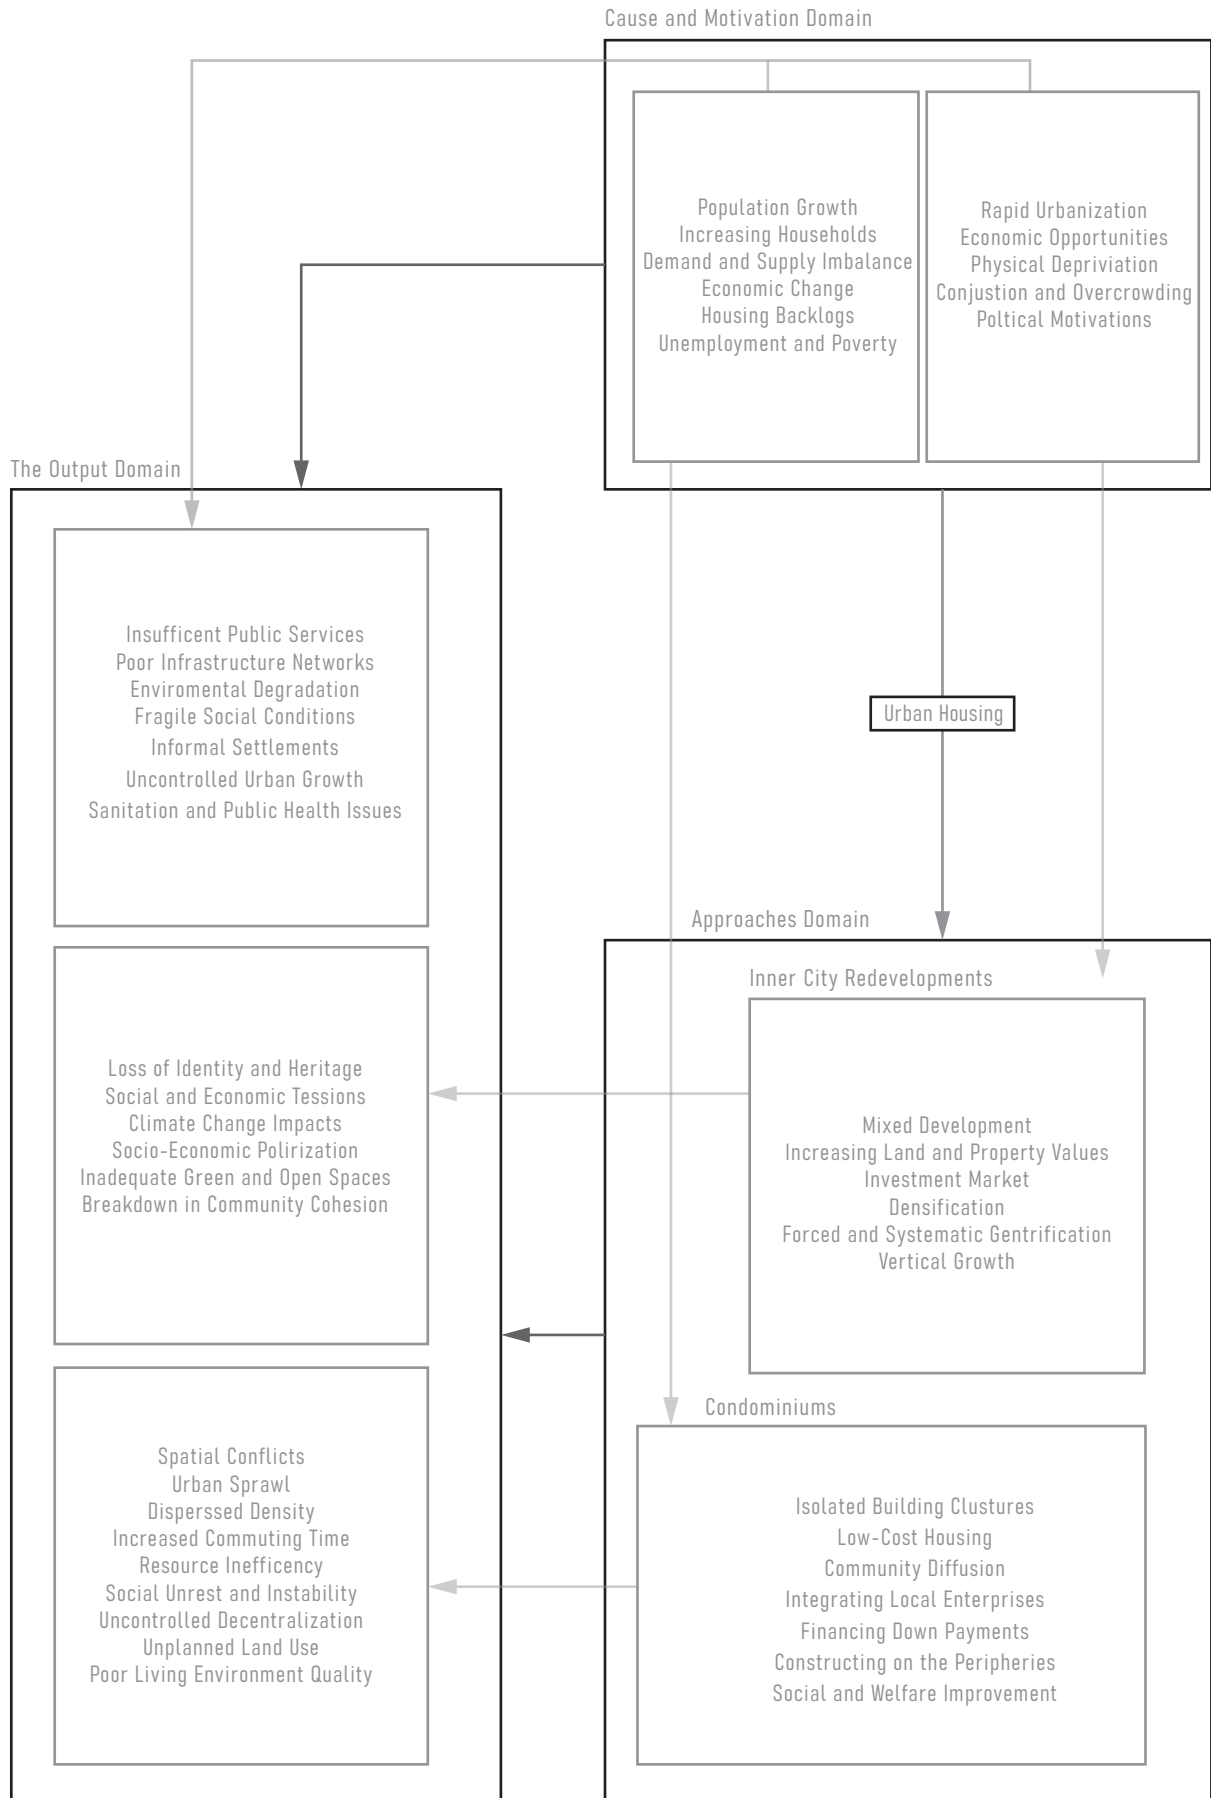 Cause and Motivation Domain
Population Growth
Increasing Households
Demand and Supply Imbalance
Economic Change
Housing Backlogs
Unemployment and Poverty
Rapid Urbanization
Economic Opportunities
Physical Depriviation
Conjustion and Overcrowding
Poltical Motivations
The Output Domain
Insufficent Public Services
Poor Infrastructure Networks
Enviromental Degradation
Fragile Social Conditions
Informal Settlements
Uncontrolled Urban Growth
Sanitation and Public Health Issues
Loss of Identity and Heritage
Social and Economic Tessions
Climate Change Impacts
Socio-Economic Polirization
Inadequate Green and Open Spaces
Breakdown in Community Cohesion
Spatial Conflicts
Urban Sprawl
Disperssed Density
Increased Commuting Time
Resource Inefficency
Social Unrest and Instability
Uncontrolled Decentralization
Unplanned Land Use
Poor Living Environment Quality
Urban Housing
Approaches Domain
Inner City Redevelopments
Mixed Development
Increasing Land and Property Values
Investment Market
Densification
Forced and Systematic Gentrification
Vertical Growth
Condominiums
Isolated Building Clustures
Low-Cost Housing
Community Diffusion
Integrating Local Enterprises
Financing Down Payments
Constructing on the Peripheries
Social and Welfare Improvement